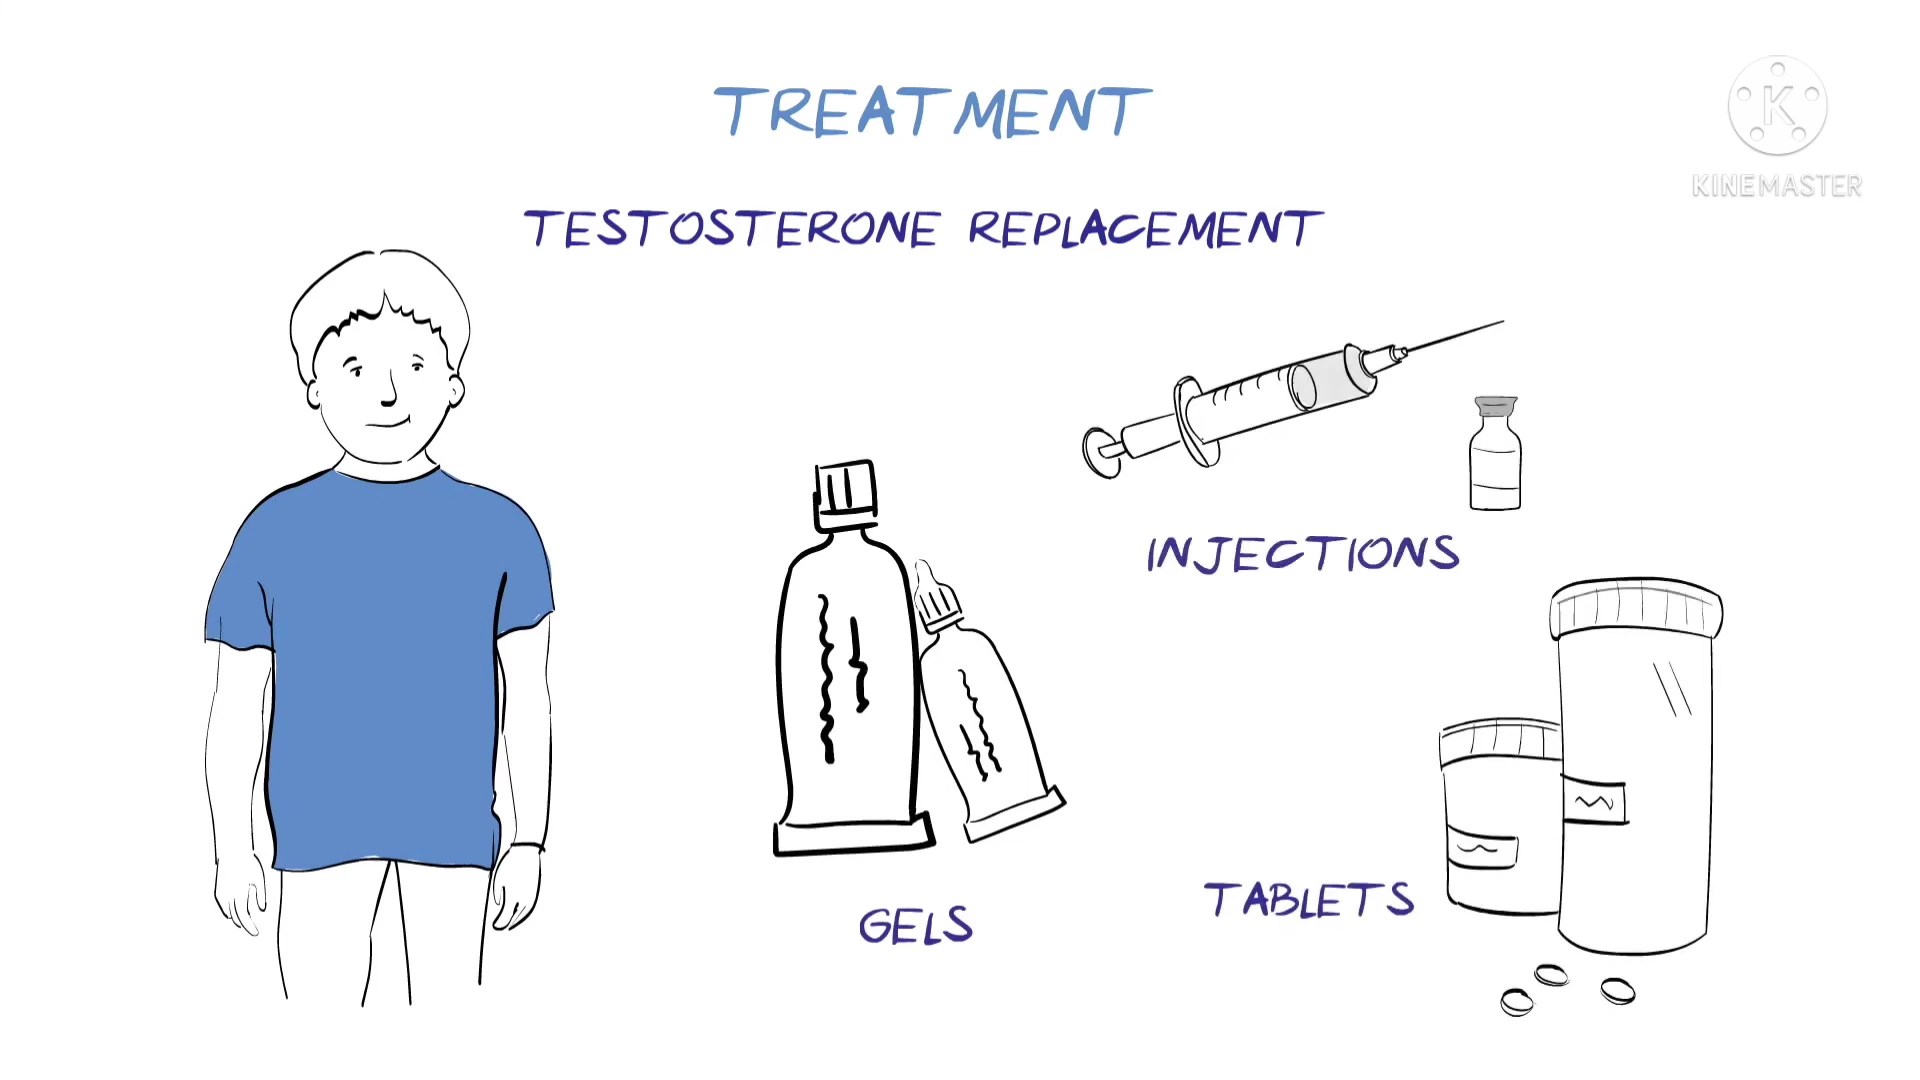 TREATMENT
K
KINEMASTER
TESTOSTERONE REPLACEMENT
INJECTIONS
TABLETS
GELS